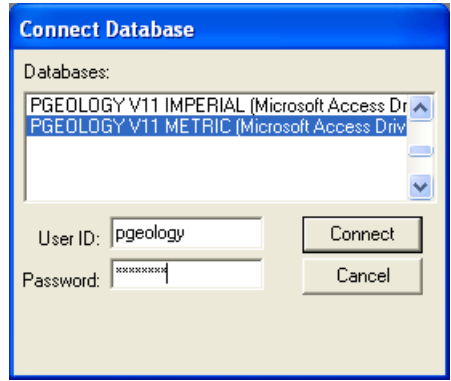 Connect Database
Databases:
PGEOLOGY V11 IMPERIAL (Microsoft Access Dr
PGEOLOGY V11 METRIC (Microsoft Access Driv
User ID: pgeology Connect
Password: ******** Cancel